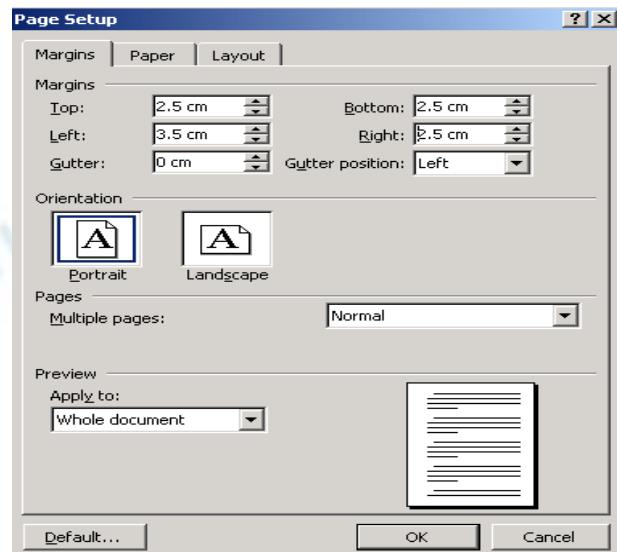 Page Setup ? ×
Margins Paper Layout
Margins
Top: 2.5 cm Bottom: 2.5 cm
Left: 3.5 cm Right: 2.5 cm
Gutter: 0 cm Gutter position: Left
Orientation
A A
Portrait Landscape
Pages
Multiple pages: Normal
Preview
Apply to:
Whole document
Default... OK Cancel